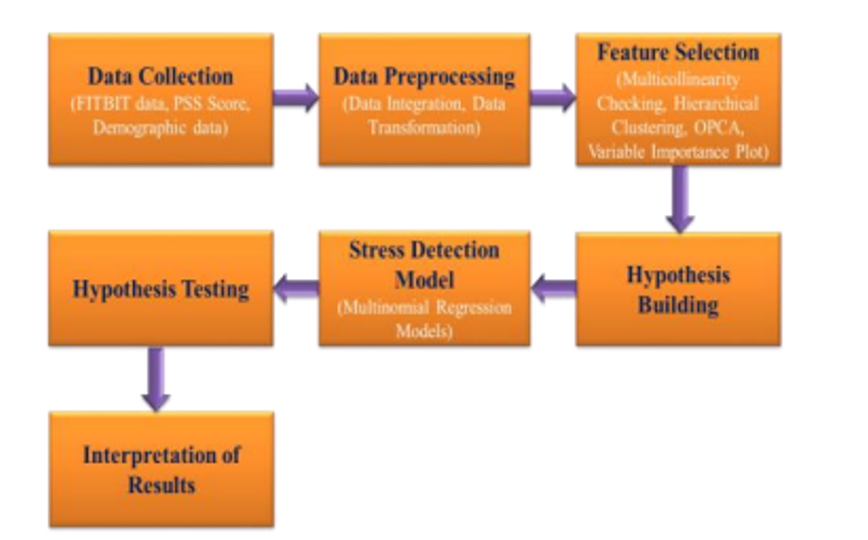 Data Collection
(FITBIT data, PSS Score,
Demographic data)
Data Preprocessing
(Data Integration, Data
Transformation)
Feature Selection
(Multicollinearity
Checking, Hierarchical
Clustering, OPCA,
Variable Importance Plot)
Hypothesis
Building
Stress Detection
Model
(Multinomial Regression
Models)
Hypothesis Testing
Interpretation of
Results